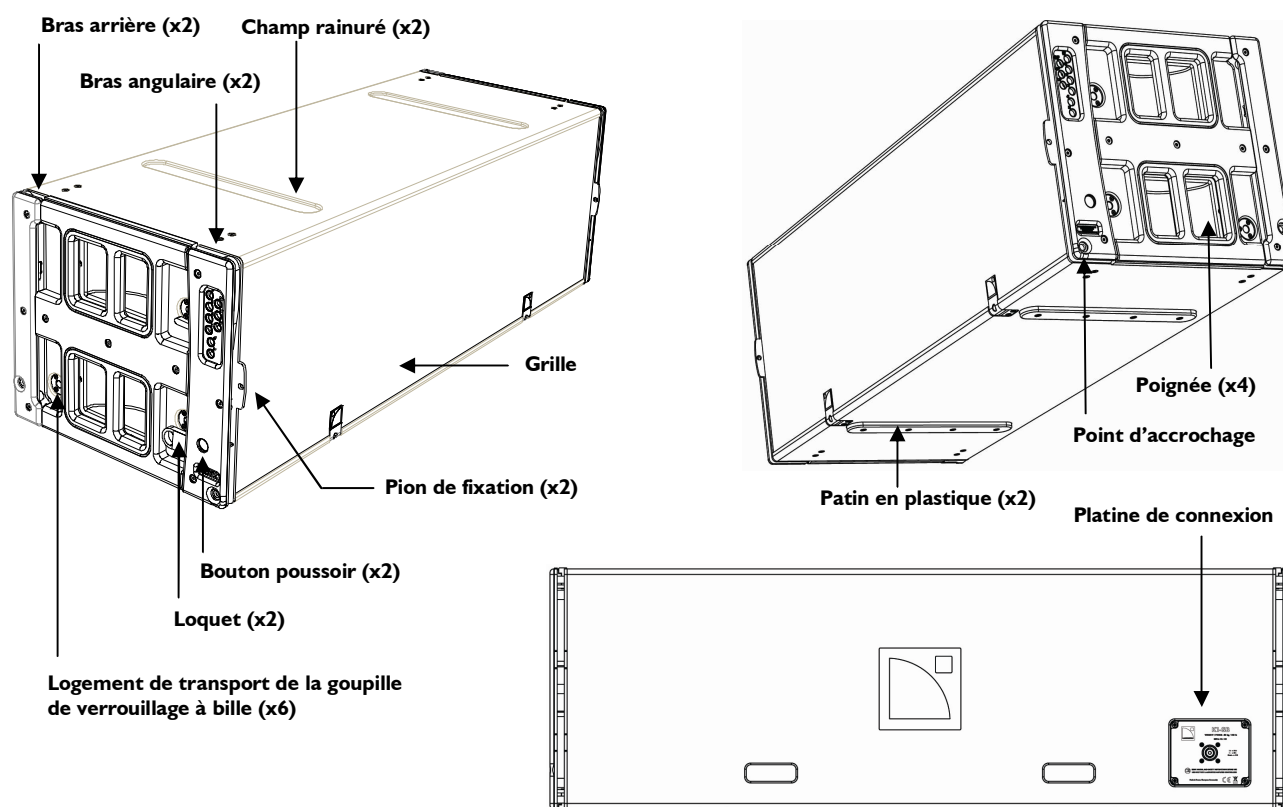 Bras arrière (x2)
Champ rainuré (x2)
Bras angulaire (x2)
Grille
Pion de fixation (x2)
Bouton poussoir (x2)
Loquet (x2)
Logement de transport de la goupille
de verrouillage à bille (x6)
Poignée (x4)
Point d’accrochage
Patin en plastique (x2)
Platine de connexion
K1-SB